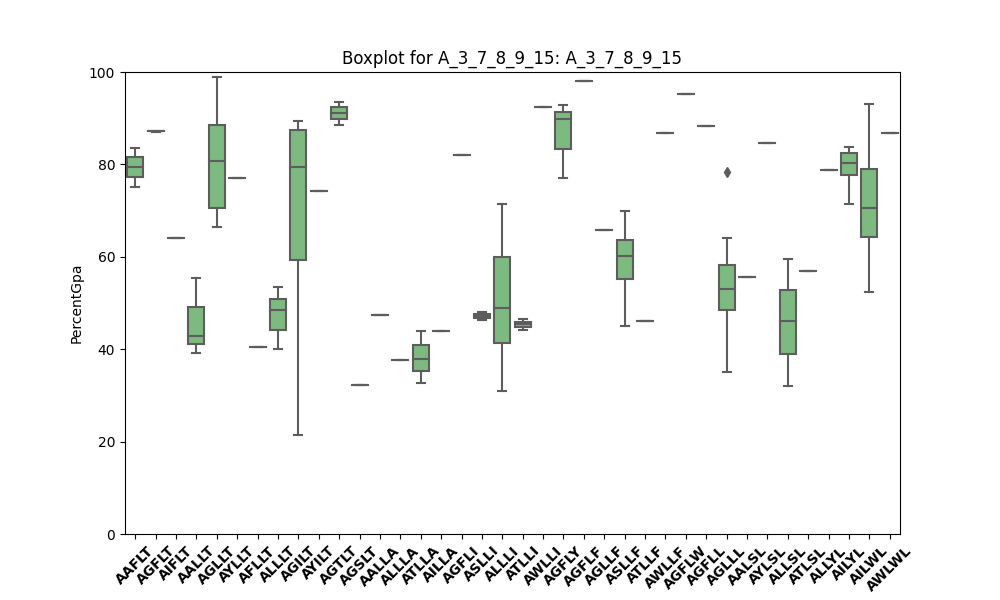 Boxplot for A_3_7_8_9_15: A_3_7_8_9_15
PercentGpa
100
80
60
40
20
0
AAFLT
AGFLT
AIFLT
AALLT
AGLLT
AYLLT
AFLLT
ALLLT
AGILT
AYILT
AGTLT
AGSLT
AALLA
ALLLA
ATLLA
AILLA
AGFLI
ASLLI
ALLLI
ATLLI
AWLLI
AGFLY
AGFLF
AGLLF
ASLLF
ATLLF
AWLLF
AGFLW
AGFLL
AGLLL
AALSL
AYLSL
ALLSL
ATLSL
ALLYL
AILYL
AILWL
AWLWL